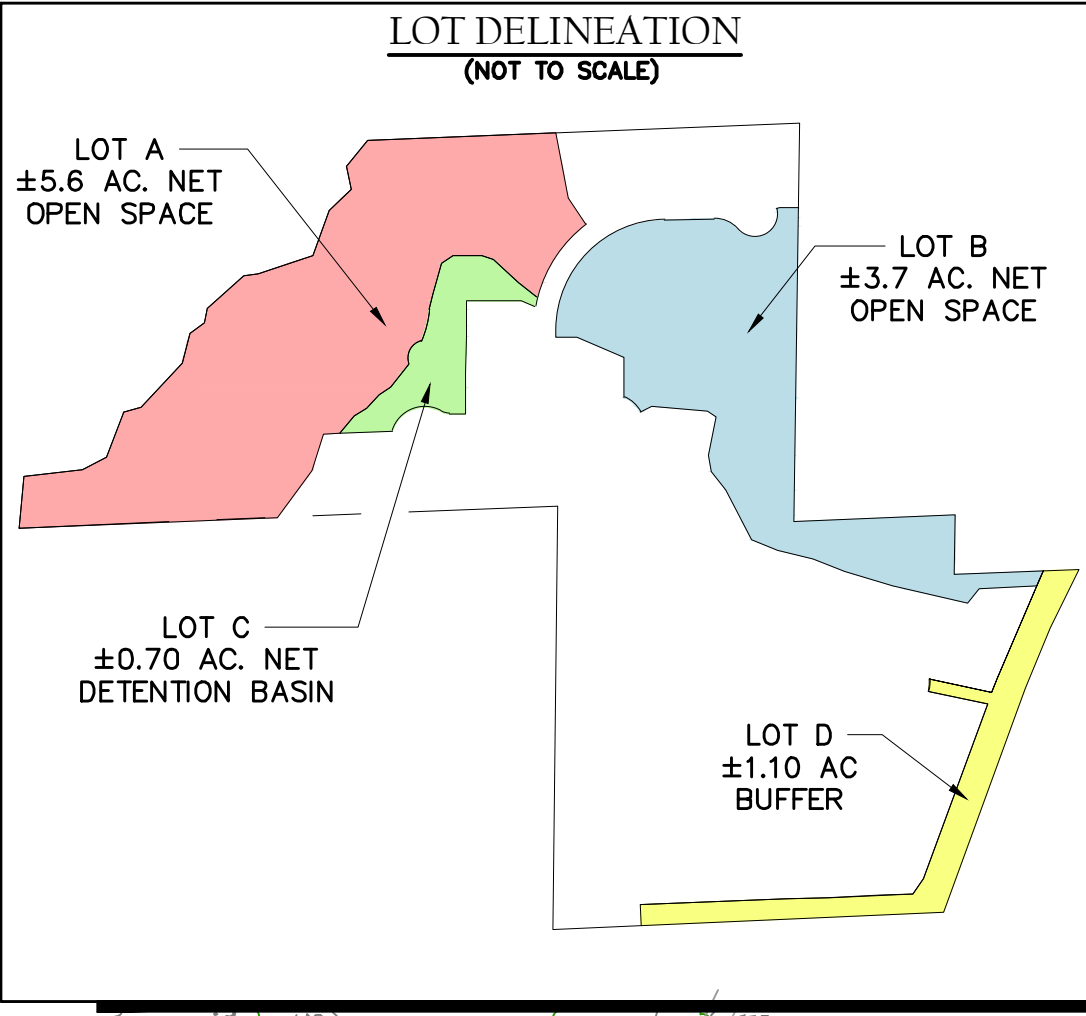 LOT DELINEATION
(NOT TO SCALE)
LOT A
±5.6 AC. NET
OPEN SPACE
LOT B
±3.7 AC. NET
OPEN SPACE
LOT C
±0.70 AC. NET
DETENTION BASIN
LOT D
±1.10 AC
BUFFER